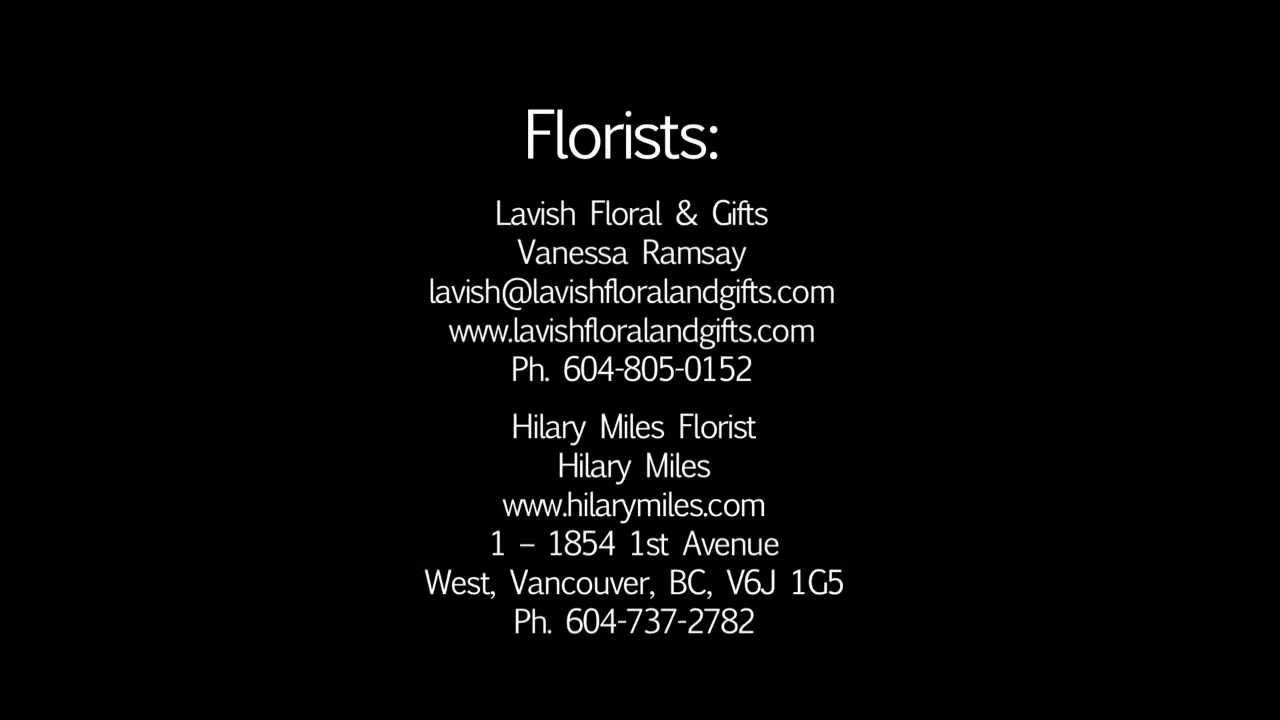 Florists:
Lavish Floral & Gifts
Vanessa Ramsay
lavish@lavishfloralandgifts.com
www.lavishfloralandgifts.com
Ph. 604-805-0152
Hilary Miles Florist
Hilary Miles
www.hilarymiles.com
1 – 1854 1st Avenue
West, Vancouver, BC, V6J 1G5
Ph. 604-737-2782